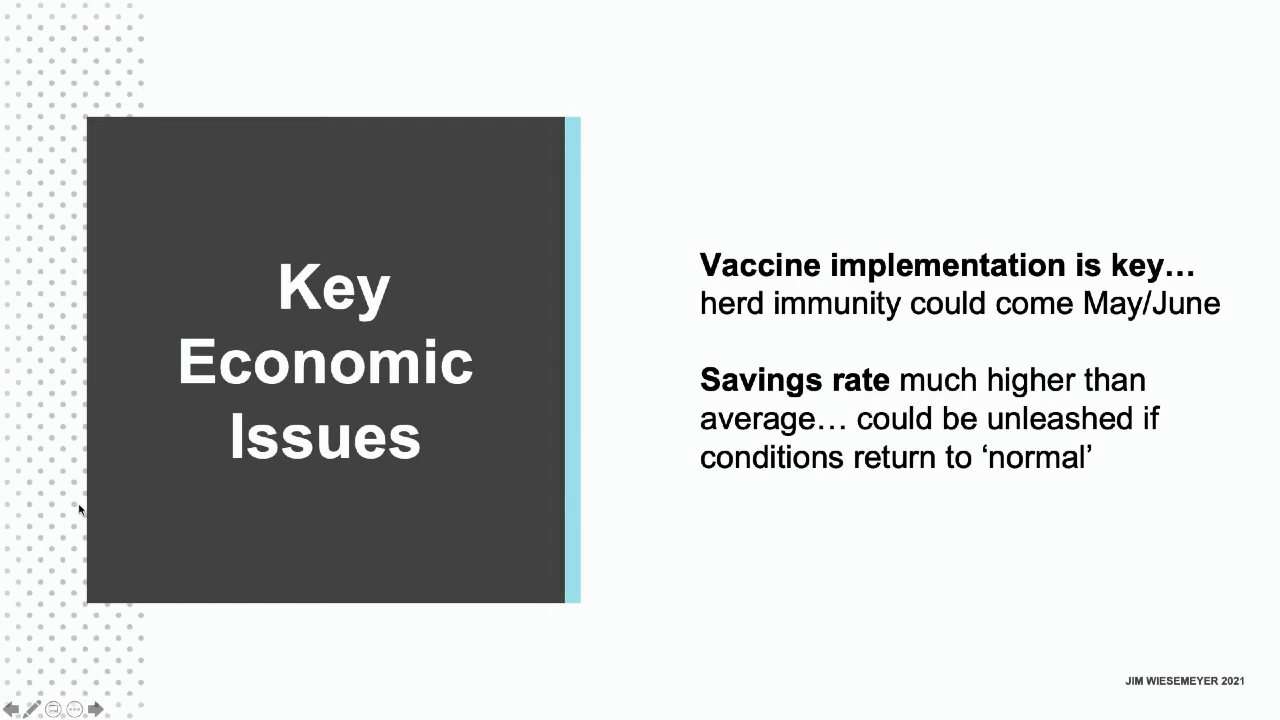 Key
Economic
Issues
Vaccine implementation is key…
herd immunity could come May/June
Savings rate much higher than
average… could be unleashed if
conditions return to ‘normal’
JIM WIESEMEYER 2021